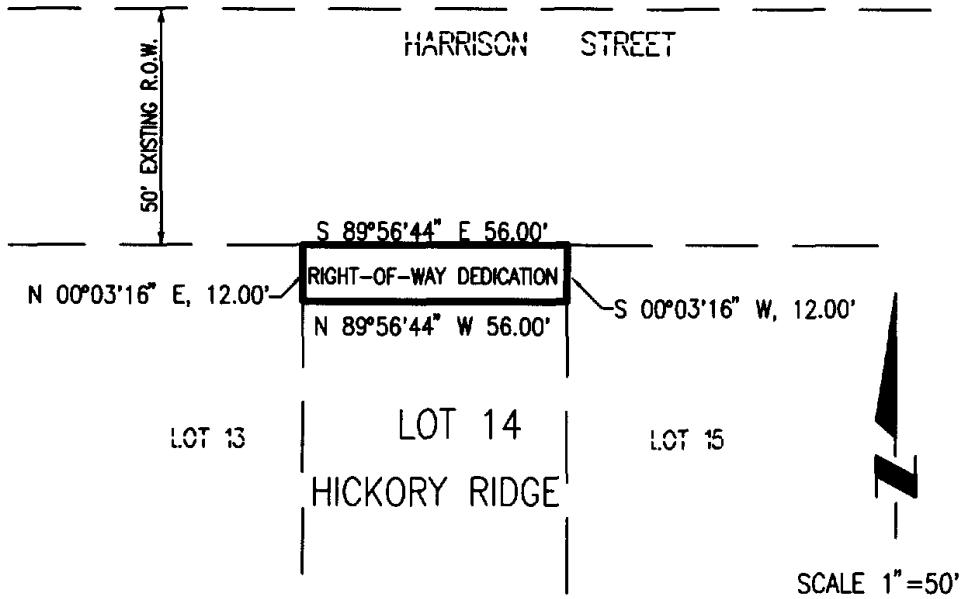 HARRISON STREET
50' EXISTING R.O.W.
S 89°56'44" E 56.00'
RIGHT-OF-WAY DEDICATION
N 00°03'16" E, 12.00'
S 00°03'16" W, 12.00'
N 89°56'44" W 56.00'
LOT 13
LOT 14
LOT 15
HICKORY RIDGE
N
SCALE 1"=50'